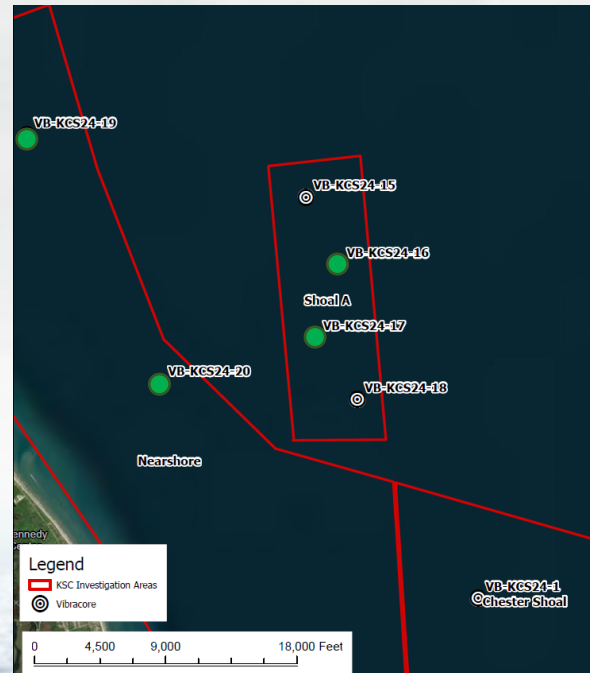 VB-KCS24-19
VB-KCS24-15
VB-KCS24-16
Shoal A
VB-KCS24-17
VB-KCS24-20
VB-KCS24-18
Nearshore
ennedy
Legend
KSC Investigation Areas
Vibracore
VB-KCS24-1
Chester Shoal
0 4,500 9,000 18,000 Feet